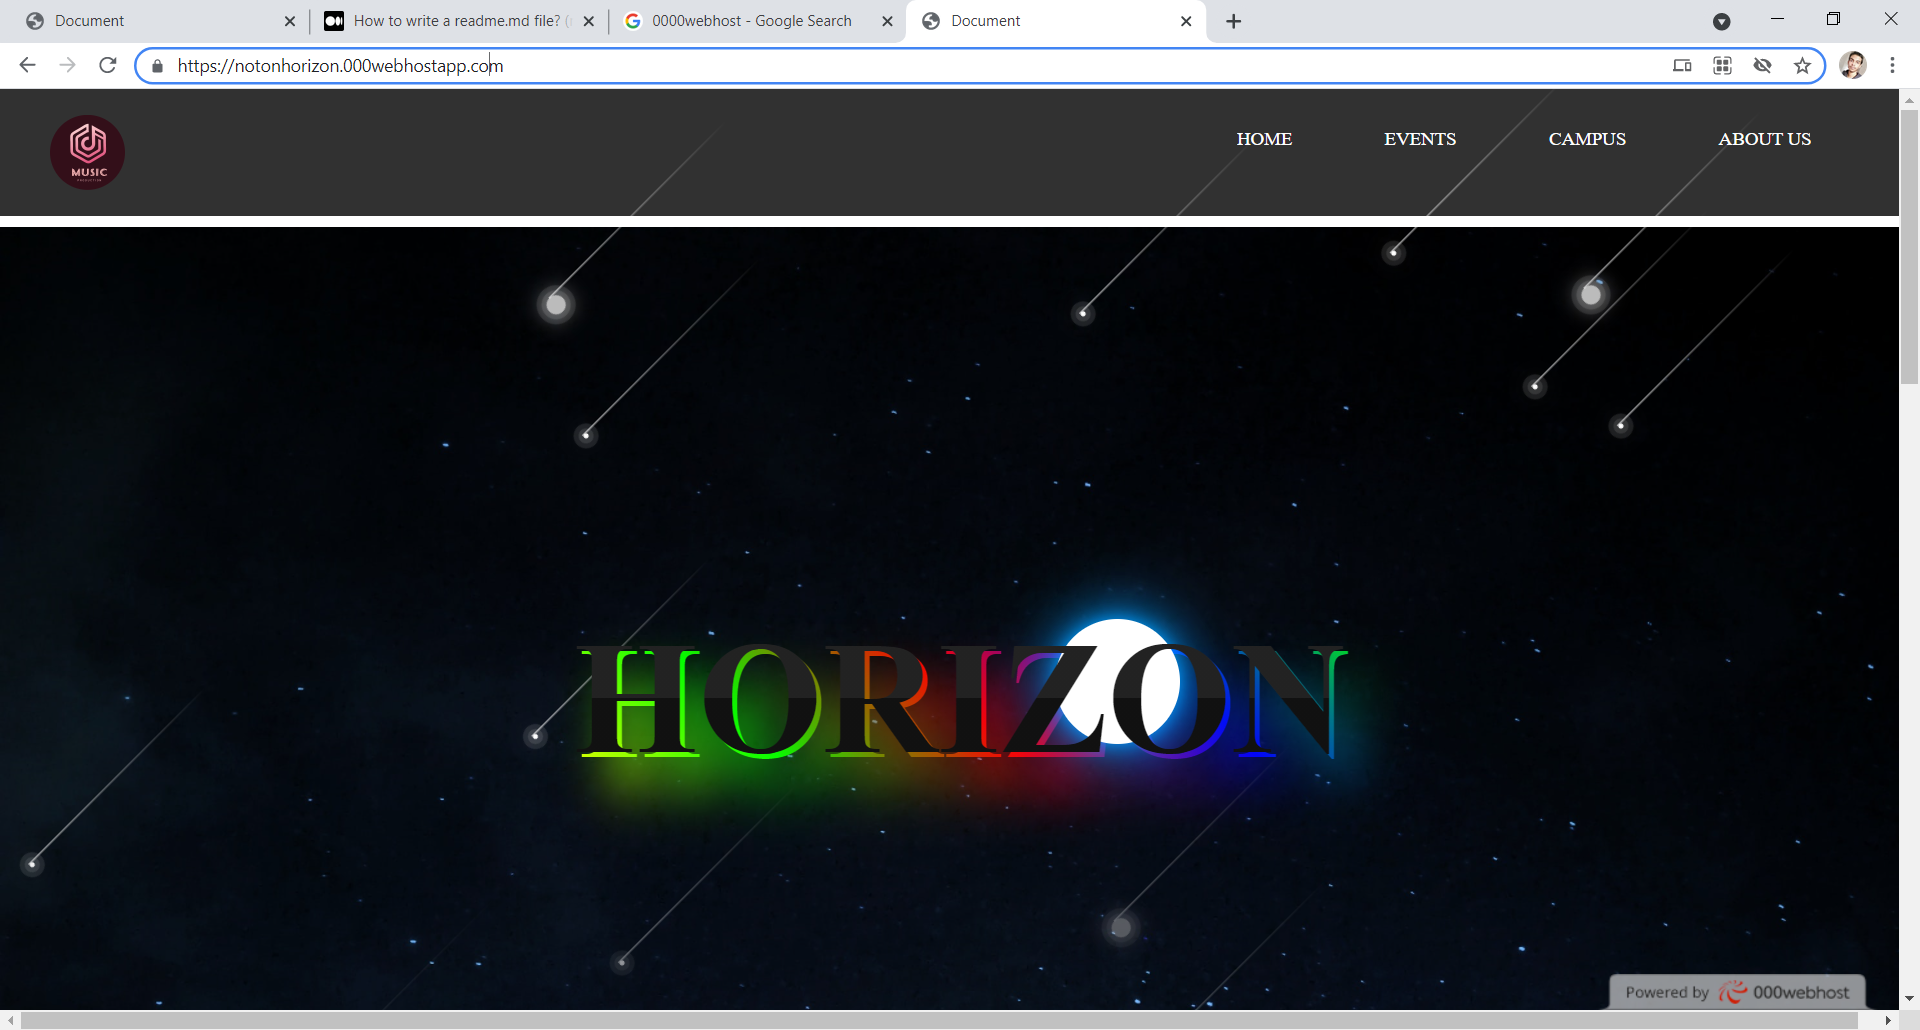 Document
How to write a readme.md file? (
0000webhost - Google Search
Document
https://notonhorizon.000webhostapp.com
MUSIC
HOME EVENTS CAMPUS ABOUT US
HORIZON
Powered by 000webhost